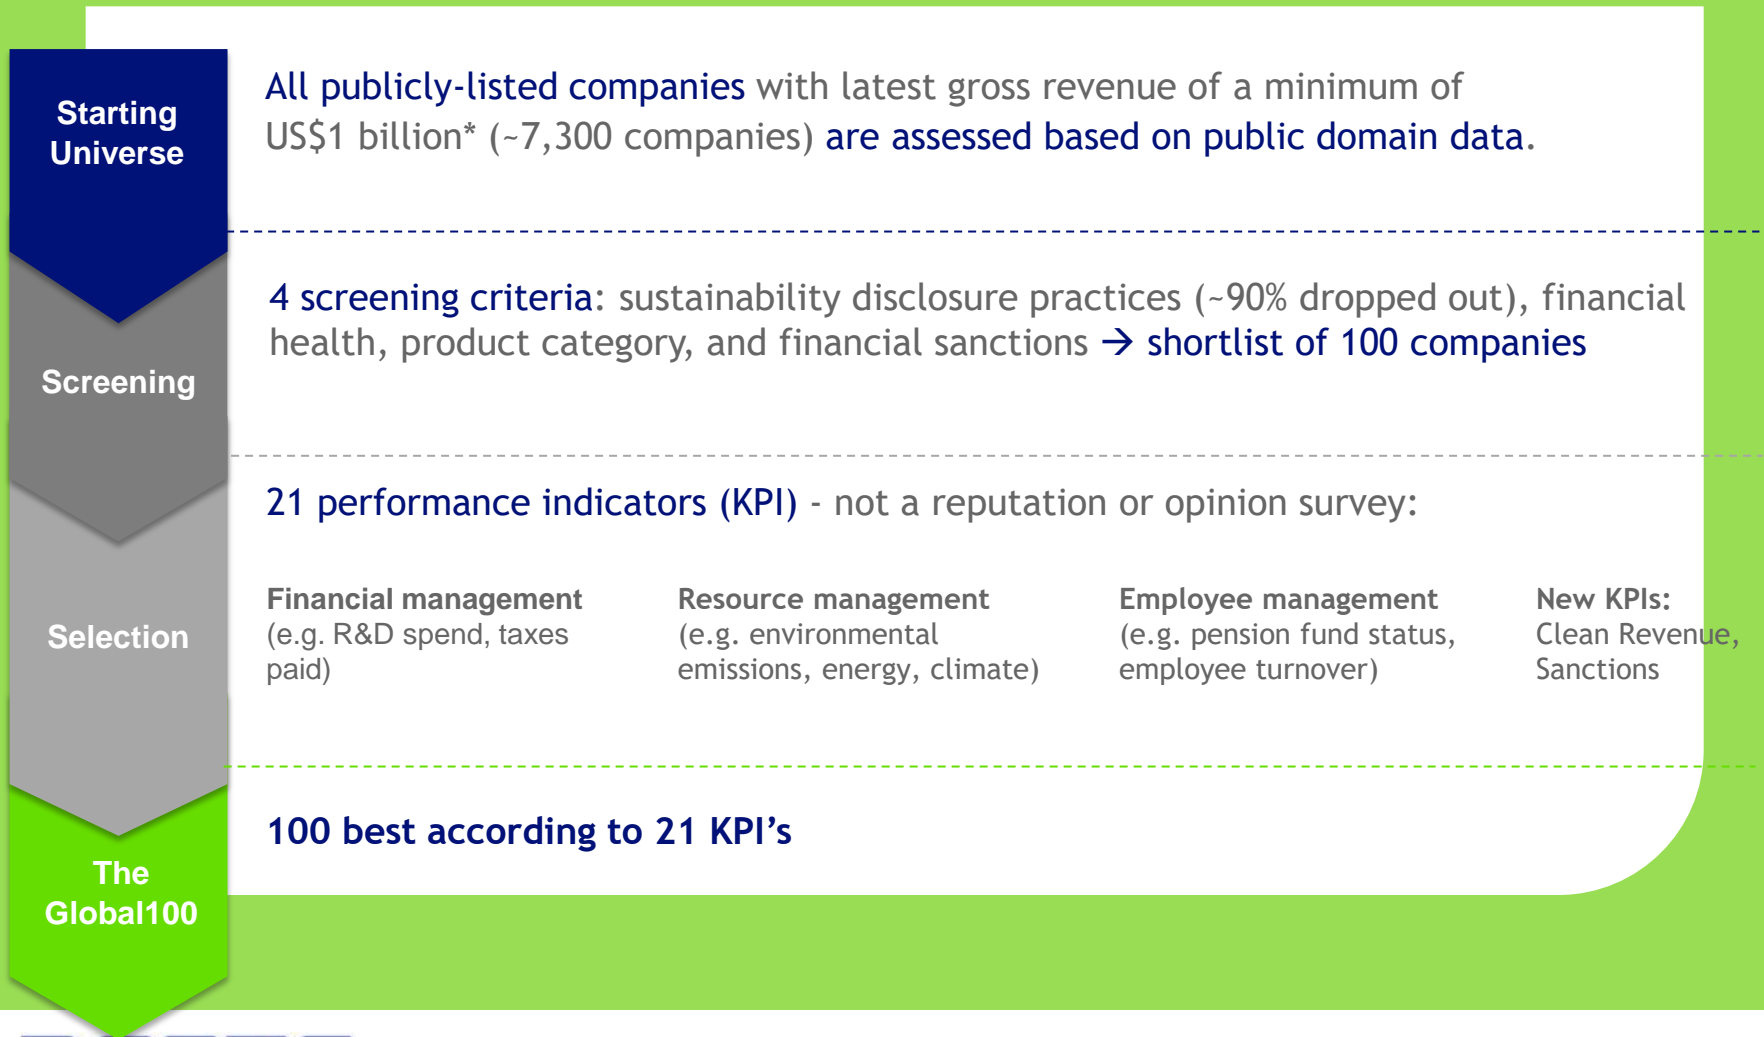 Starting
Universe
All publicly-listed companies with latest gross revenue of a minimum of
US$1 billion* (~7,300 companies) are assessed based on public domain data.
Screening
4 screening criteria: sustainability disclosure practices (~90% dropped out), financial
health, product category, and financial sanctions → shortlist of 100 companies
Selection
21 performance indicators (KPI) - not a reputation or opinion survey:
Financial management
(e.g. R&D spend, taxes
paid)
Resource management
(e.g. environmental
emissions, energy, climate)
Employee management
(e.g. pension fund status,
employee turnover)
New KPIs:
Clean Revenue,
Sanctions
The
Global100
100 best according to 21 KPI’s